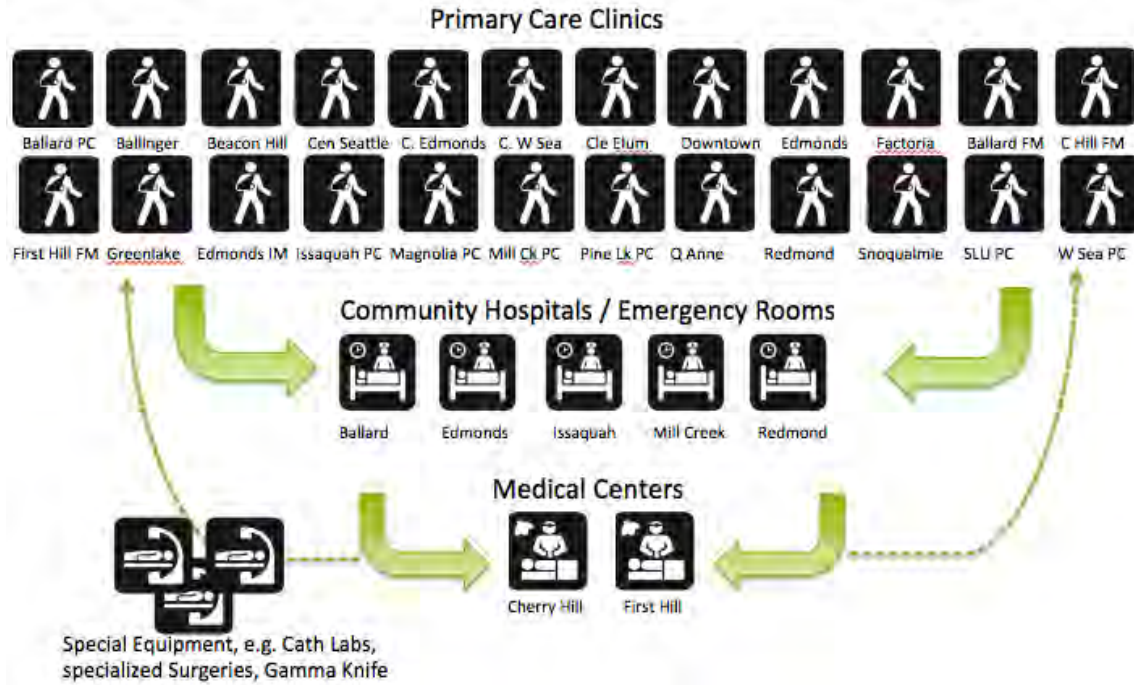 Primary Care Clinics
Ballard PC Ballinger Beacon Hill Cen Seattle C. Edmonds C. W Sea Cle Elum Downtown Edmonds Factoria Ballard FM C Hill FM
First Hill FM Greenlake Edmonds IM Issaquah PC Magnolia PC Mill Ck PC Pine Lk PC Q Anne Redmond Snoqualmie SLU PC W Sea PC
Community Hospitals / Emergency Rooms
Ballard Edmonds Issaquah Mill Creek Redmond
Medical Centers
Cherry Hill First Hill
Special Equipment, e.g. Cath Labs,
specialized Surgeries, Gamma Knife